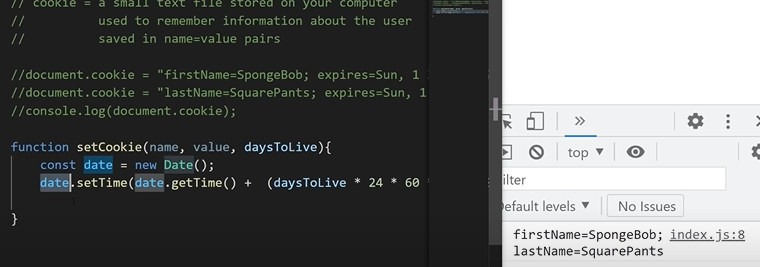 // cookie = a small text file stored on your computer
// used to remember information about the user
// saved in name=value pairs
//document.cookie = "firstName=SpongeBob; expires=Sun, 1
//document.cookie = "lastName=SquarePants; expires=Sun, 1
//console.log(document.cookie);
function setCookie(name, value, daysToLive){
const date = new Date();
date.setTime(date.getTime() + (daysToLive * 24 * 60
}
top
Default levels
No Issues
firstName=SpongeBob; index.js:8
lastName=SquarePants